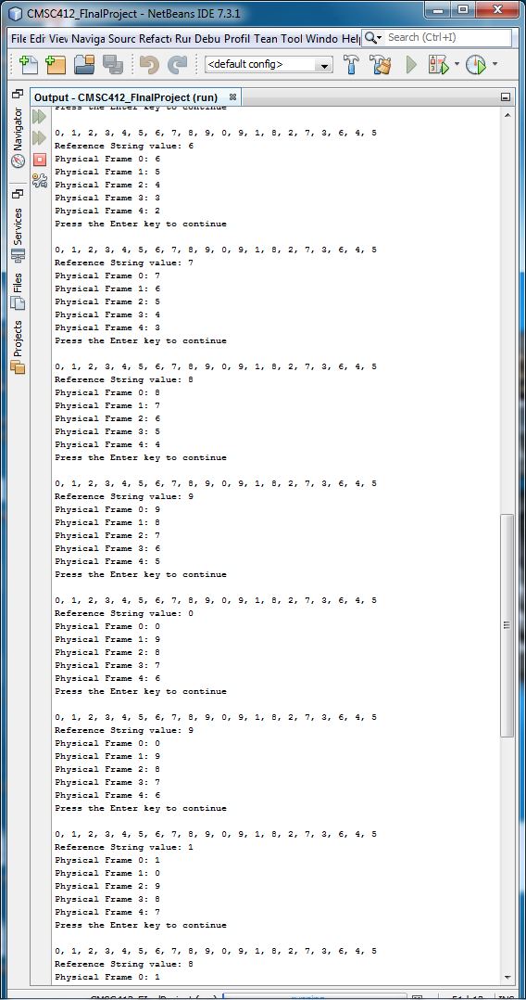 CMSC412_FInalProject - NetBeans IDE 7.3.1
File Edit View Naviga Sourc Refacto Run Debu Profil Tean Tool Windo Help
Search (Ctrl+I)
<default config>
Output - CMSC412_FInalProject (run)
Navigator
Services
Files
Projects
Press the Enter key to continue
0, 1, 2, 3, 4, 5, 6, 7, 8, 9, 0, 9, 1, 8, 2, 7, 3, 6, 4, 5
Reference String value: 6
Physical Frame 0: 6
Physical Frame 1: 5
Physical Frame 2: 4
Physical Frame 3: 3
Physical Frame 4: 2
Press the Enter key to continue
0, 1, 2, 3, 4, 5, 6, 7, 8, 9, 0, 9, 1, 8, 2, 7, 3, 6, 4, 5
Reference String value: 7
Physical Frame 0: 7
Physical Frame 1: 6
Physical Frame 2: 5
Physical Frame 3: 4
Physical Frame 4: 3
Press the Enter key to continue
0, 1, 2, 3, 4, 5, 6, 7, 8, 9, 0, 9, 1, 8, 2, 7, 3, 6, 4, 5
Reference String value: 8
Physical Frame 0: 8
Physical Frame 1: 7
Physical Frame 2: 6
Physical Frame 3: 5
Physical Frame 4: 4
Press the Enter key to continue
0, 1, 2, 3, 4, 5, 6, 7, 8, 9, 0, 9, 1, 8, 2, 7, 3, 6, 4, 5
Reference String value: 9
Physical Frame 0: 9
Physical Frame 1: 8
Physical Frame 2: 7
Physical Frame 3: 6
Physical Frame 4: 5
Press the Enter key to continue
0, 1, 2, 3, 4, 5, 6, 7, 8, 9, 0, 9, 1, 8, 2, 7, 3, 6, 4, 5
Reference String value: 0
Physical Frame 0: 0
Physical Frame 1: 9
Physical Frame 2: 8
Physical Frame 3: 7
Physical Frame 4: 6
Press the Enter key to continue
0, 1, 2, 3, 4, 5, 6, 7, 8, 9, 0, 9, 1, 8, 2, 7, 3, 6, 4, 5
Reference String value: 9
Physical Frame 0: 0
Physical Frame 1: 9
Physical Frame 2: 8
Physical Frame 3: 7
Physical Frame 4: 6
Press the Enter key to continue
0, 1, 2, 3, 4, 5, 6, 7, 8, 9, 0, 9, 1, 8, 2, 7, 3, 6, 4, 5
Reference String value: 1
Physical Frame 0: 1
Physical Frame 1: 0
Physical Frame 2: 9
Physical Frame 3: 8
Physical Frame 4: 7
Press the Enter key to continue
0, 1, 2, 3, 4, 5, 6, 7, 8, 9, 0, 9, 1, 8, 2, 7, 3, 6, 4, 5
Reference String value: 8
Physical Frame 0: 1